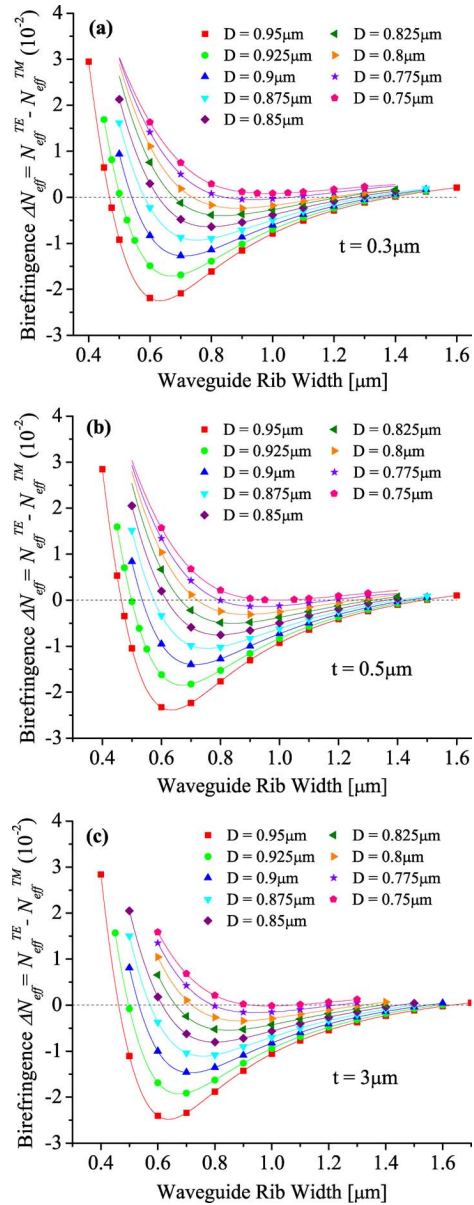 (a)
D = 0.95μm
D = 0.825μm
D = 0.925μm
D = 0.8μm
D = 0.9μm
D = 0.775μm
D = 0.875μm
D = 0.75μm
D = 0.85μm
Birefringence ΔN_eff = N_eff^TE - N_eff^TM (10^-2)
4
3
2
1
0
-1
-2
-3
t = 0.3μm
0.4 0.6 0.8 1.0 1.2 1.4 1.6
Waveguide Rib Width [μm]
(b)
D = 0.95μm
D = 0.825μm
D = 0.925μm
D = 0.8μm
D = 0.9μm
D = 0.775μm
D = 0.875μm
D = 0.75μm
D = 0.85μm
Birefringence ΔN_eff = N_eff^TE - N_eff^TM (10^-2)
4
3
2
1
0
-1
-2
-3
t = 0.5μm
0.4 0.6 0.8 1.0 1.2 1.4 1.6
Waveguide Rib Width [μm]
(c)
D = 0.95μm
D = 0.825μm
D = 0.925μm
D = 0.8μm
D = 0.9μm
D = 0.775μm
D = 0.875μm
D = 0.75μm
D = 0.85μm
Birefringence ΔN_eff = N_eff^TE - N_eff^TM (10^-2)
4
3
2
1
0
-1
-2
-3
t = 3μm
0.4 0.6 0.8 1.0 1.2 1.4 1.6
Waveguide Rib Width [μm]